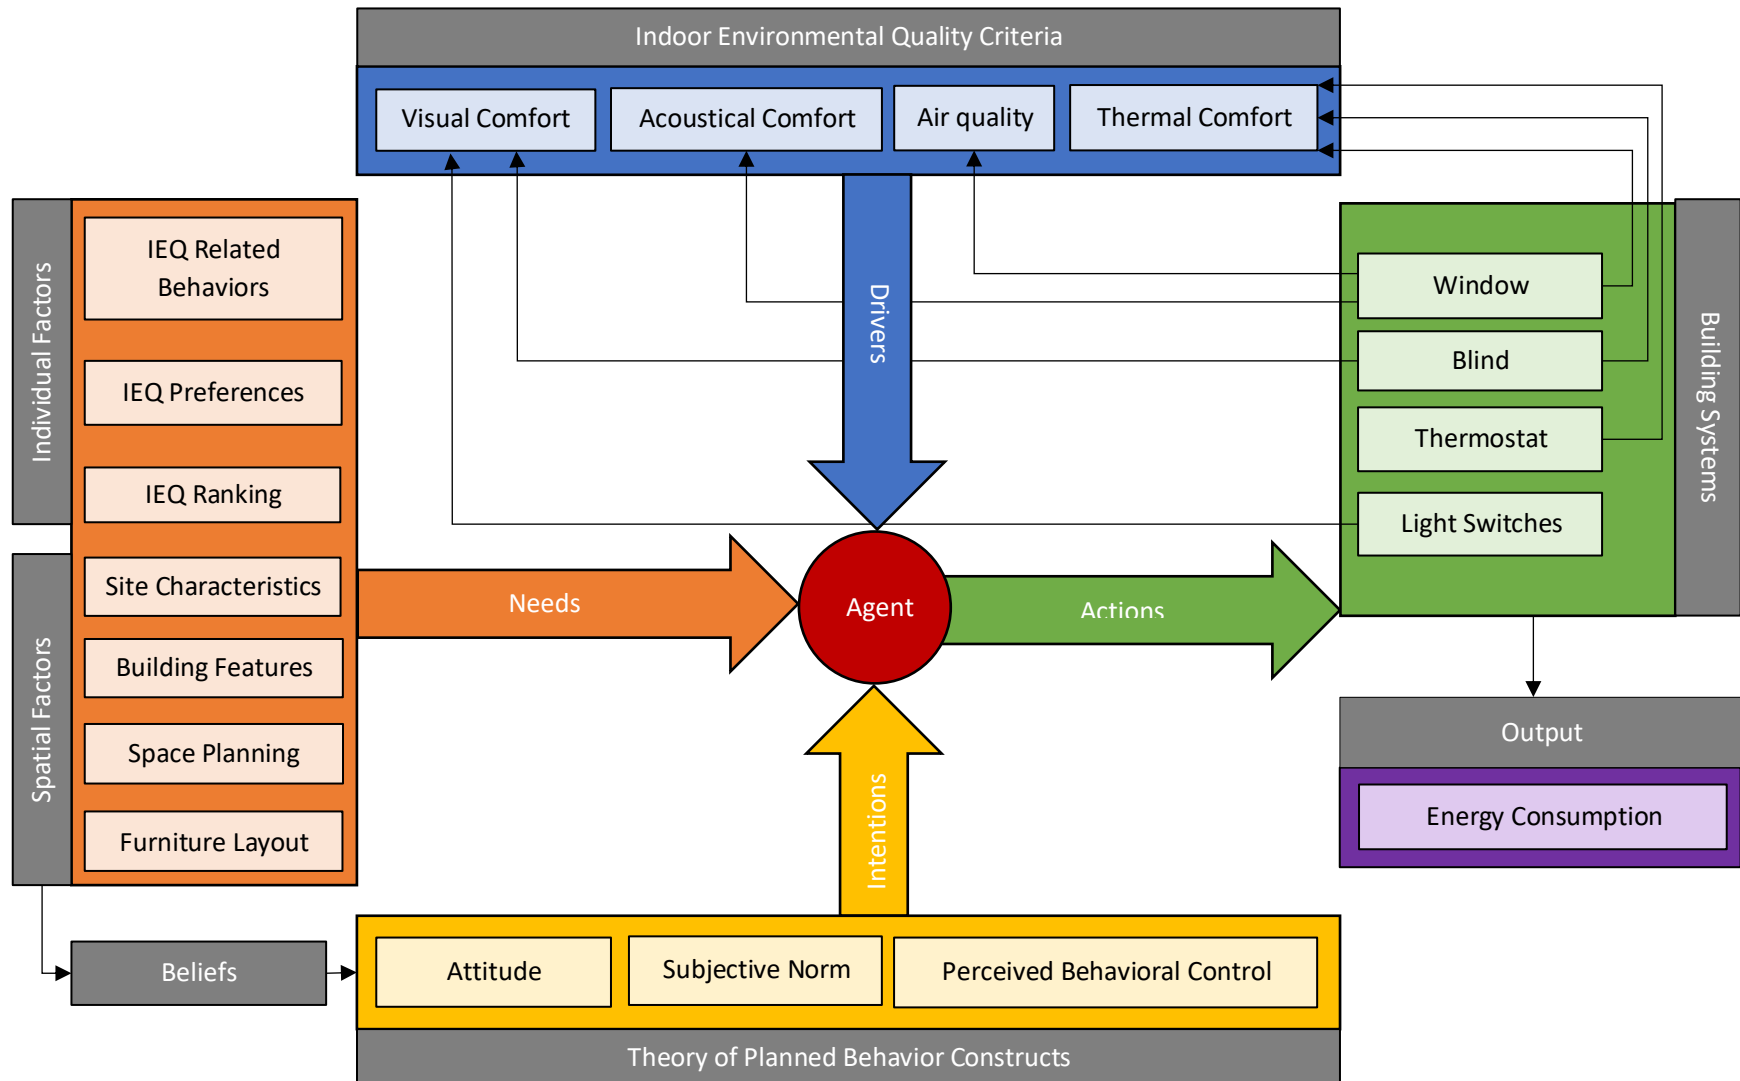 Indoor Environmental Quality Criteria
Visual Comfort
Acoustical Comfort
Air quality
Thermal Comfort
Individual Factors
IEQ Related
Behaviors
IEQ Preferences
IEQ Ranking
Spatial Factors
Site Characteristics
Building Features
Space Planning
Furniture Layout
Drivers
Needs
Agent
Actions
Intentions
Building Systems
Window
Blind
Thermostat
Light Switches
Output
Energy Consumption
Beliefs
Attitude
Subjective Norm
Perceived Behavioral Control
Theory of Planned Behavior Constructs